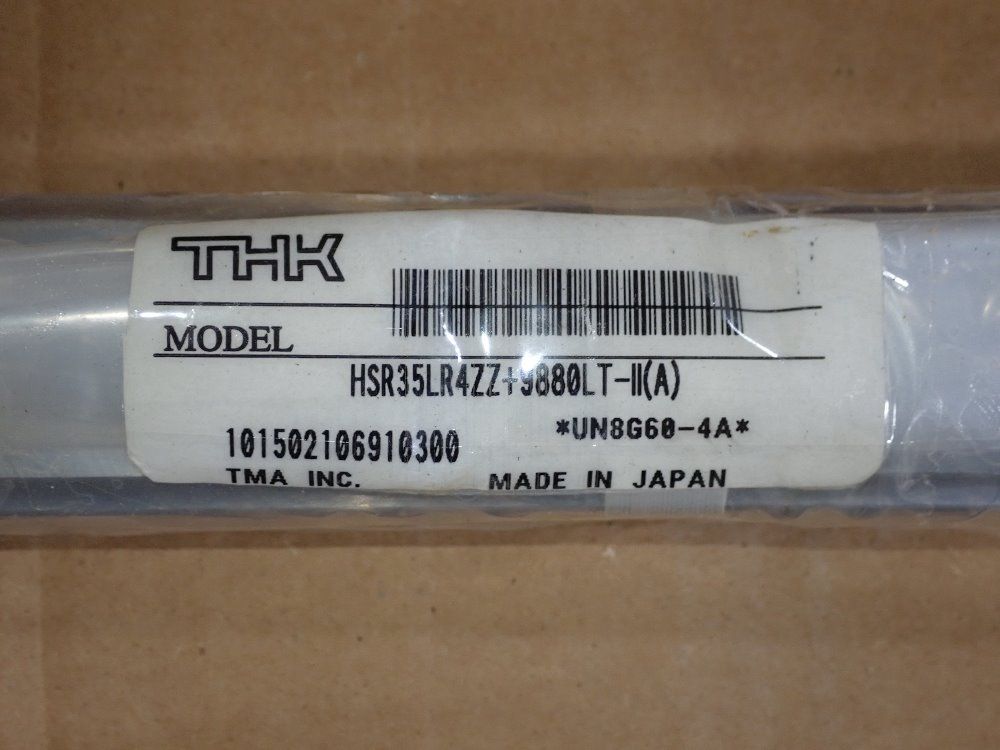 THK
MODEL
HSR35LR4ZZ+9880LT-II(A)
*UN8G60-4A*
101502106910300
TMA INC. MADE IN JAPAN